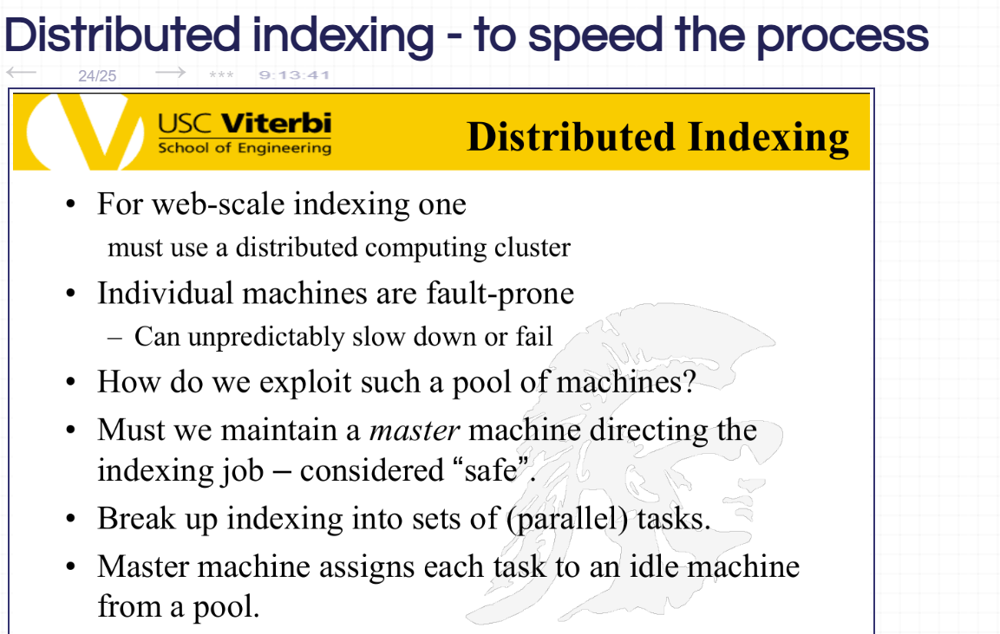 Distributed indexing - to speed the process
← 24/25 → *** 9:13:41
USC Viterbi
School of Engineering
Distributed Indexing
• For web-scale indexing one
must use a distributed computing cluster
• Individual machines are fault-prone
– Can unpredictably slow down or fail
• How do we exploit such a pool of machines?
• Must we maintain a master machine directing the
indexing job – considered “safe”.
• Break up indexing into sets of (parallel) tasks.
• Master machine assigns each task to an idle machine
from a pool.